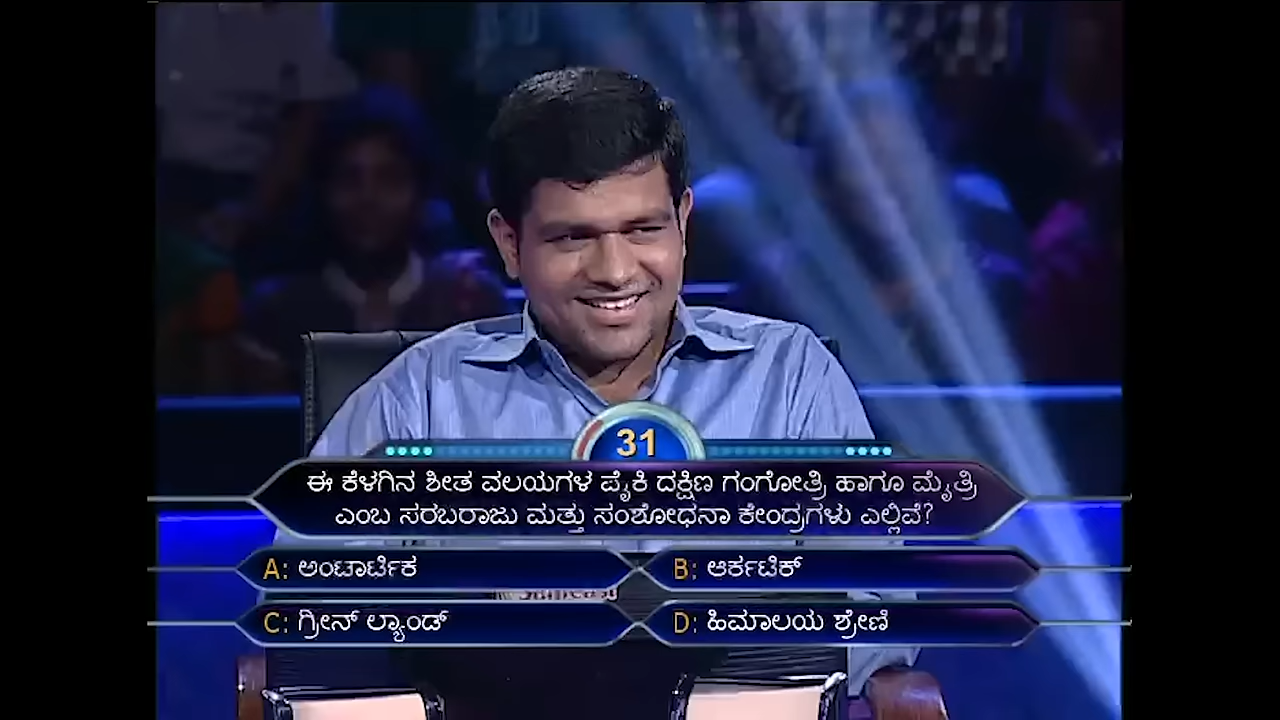 31
ಈ ಕೆಳಗಿನ ಶೀತ ವಲಯಗಳ ಪೈಕಿ ದಕ್ಷಿಣ ಗಂಗೋತ್ರಿ ಹಾಗೂ ಮೈತ್ರಿ
ಎಂಬ ಸರಬರಾಜು ಮತ್ತು ಸಂಶೋಧನಾ ಕೇಂದ್ರಗಳು ಎಲ್ಲಿವೆ?
A: ಅಂಟಾರ್ಟಿಕ B: ಆರ್ಕಟಿಕ್
C: ಗ್ರೀನ್ ಲ್ಯಾಂಡ್ D: ಹಿಮಾಲಯ ಶ್ರೇಣಿ